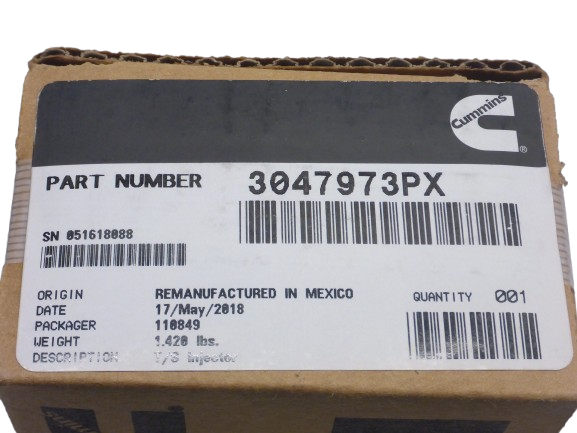 Cummins
®
PART NUMBER 3047973PX
SN 051618088
ORIGIN REMANUFACTURED IN MEXICO
DATE 17/May/2018
PACKAGER 110849
WEIGHT 1.420 lbs.
DESCRIPTION Injector
QUANTITY 001